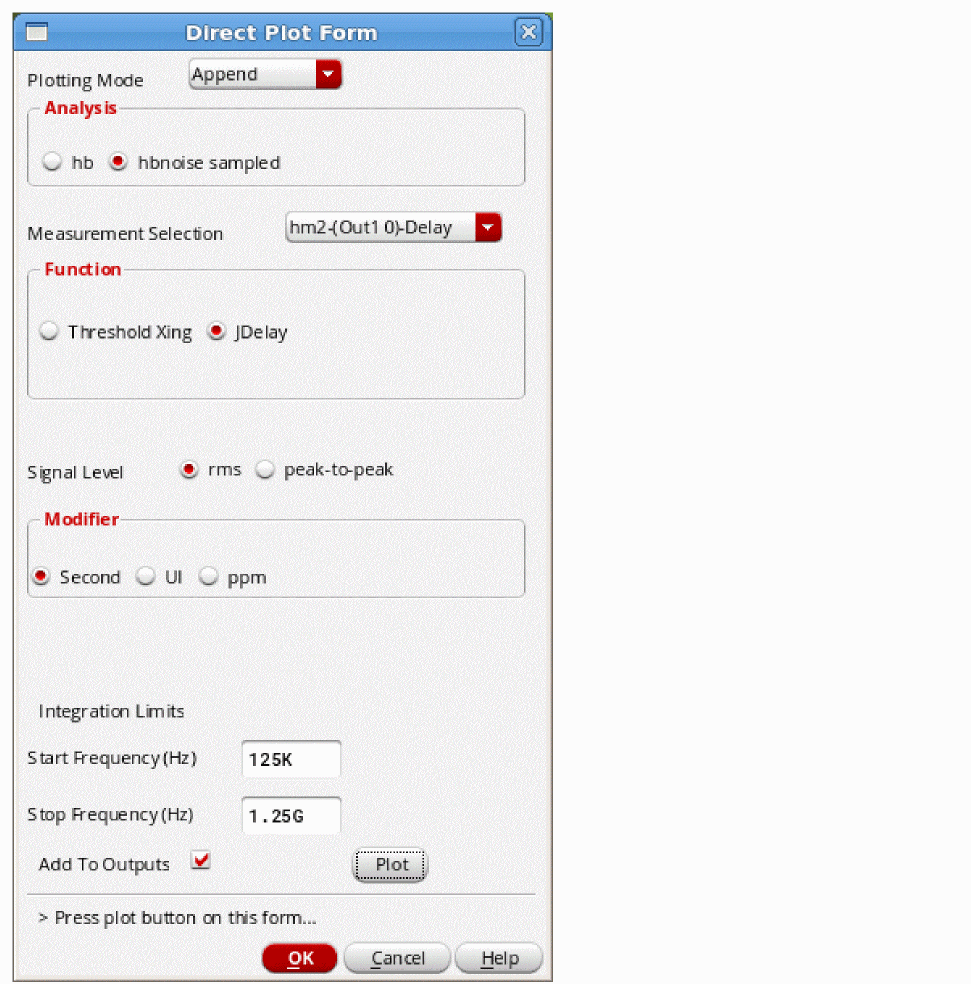 Direct Plot Form
Plotting Mode Append
Analysis
hb hbnoise sampled
Measurement Selection hm2-(Out1 0)-Delay
Function
Threshold Xing JDelay
Signal Level rms peak-to-peak
Modifier
Second UI ppm
Integration Limits
Start Frequency(Hz) 125K
Stop Frequency(Hz) 1.25G
Add To Outputs Plot
> Press plot button on this form...
OK Cancel Help